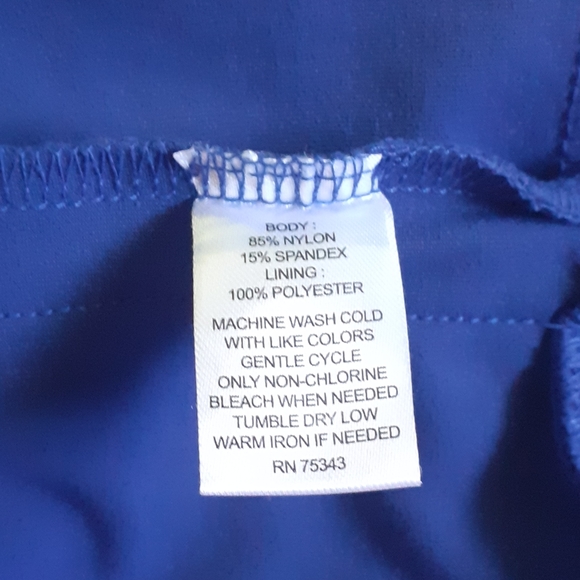 BODY :
85% NYLON
15% SPANDEX
LINING :
100% POLYESTER
MACHINE WASH COLD
WITH LIKE COLORS
GENTLE CYCLE
ONLY NON-CHLORINE
BLEACH WHEN NEEDED
TUMBLE DRY LOW
WARM IRON IF NEEDED
RN 75343